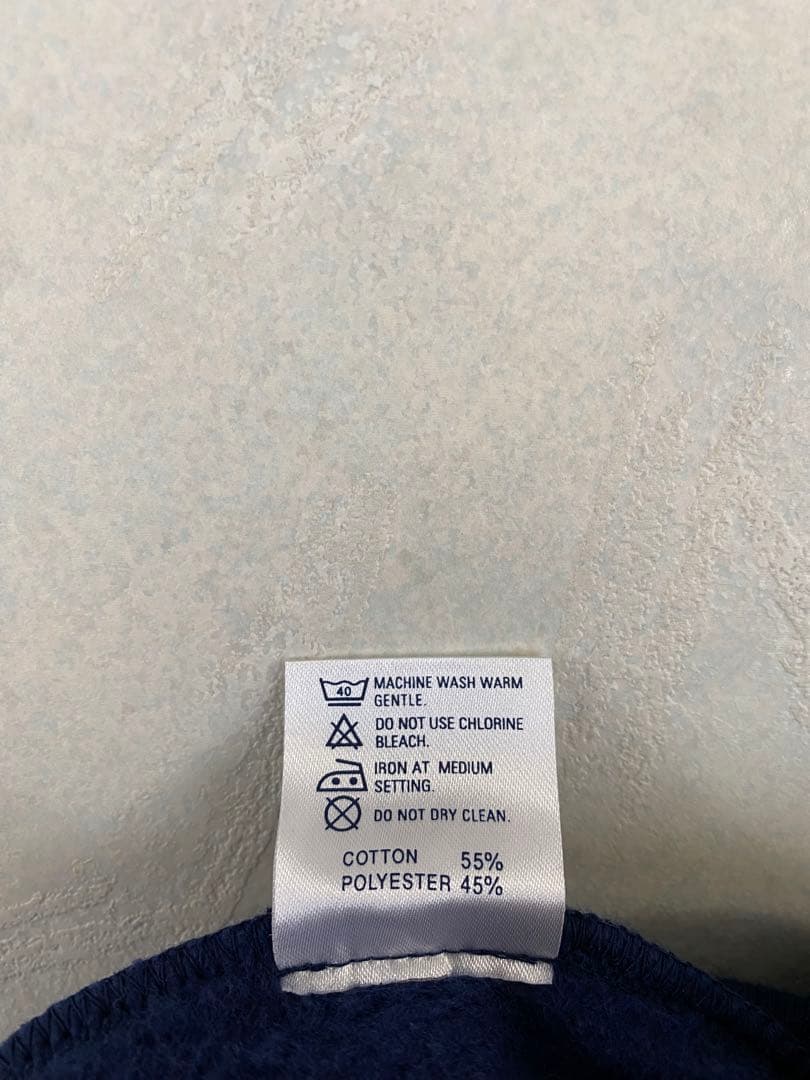 40 MACHINE WASH WARM
GENTLE.
DO NOT USE CHLORINE
BLEACH.
IRON AT MEDIUM
SETTING.
DO NOT DRY CLEAN.
COTTON 55%
POLYESTER 45%